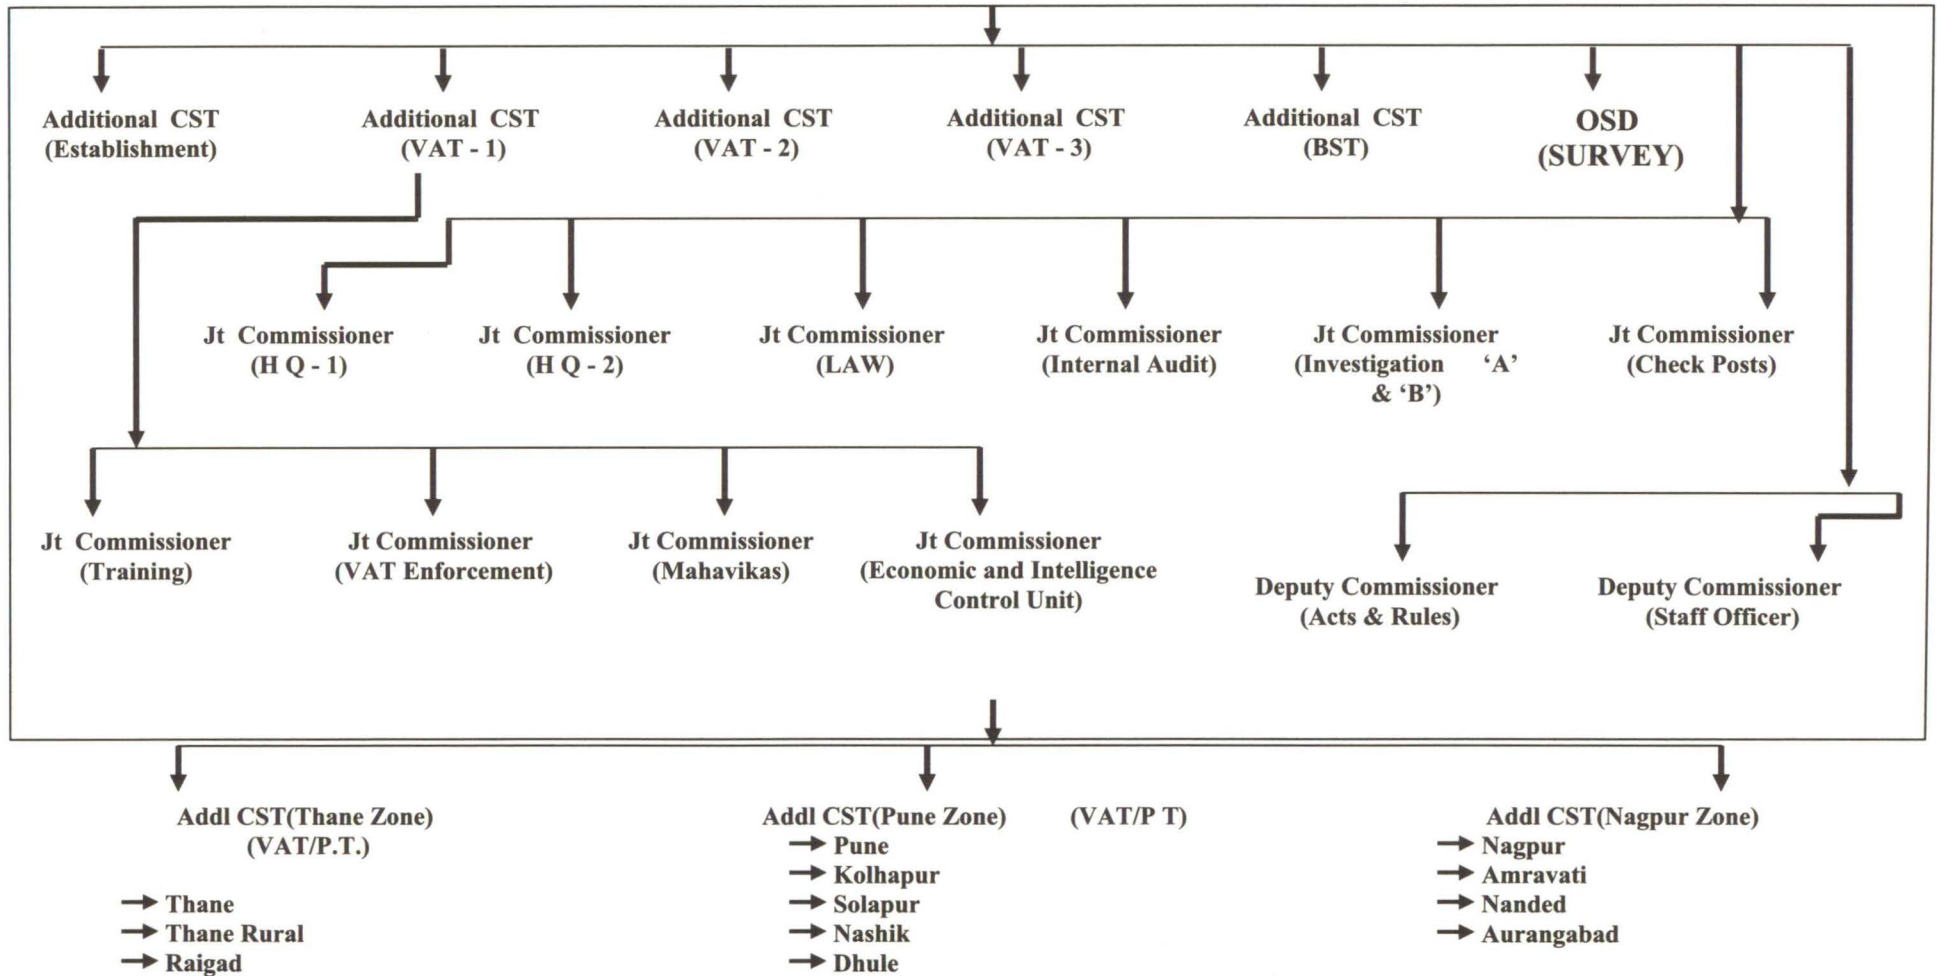 Additional CST
(Establishment)
Additional CST
(VAT - 1)
Additional CST
(VAT - 2)
Additional CST
(VAT - 3)
Additional CST
(BST)
OSD
(SURVEY)
Jt Commissioner
(H Q - 1)
Jt Commissioner
(H Q - 2)
Jt Commissioner
(LAW)
Jt Commissioner
(Internal Audit)
Jt Commissioner
(Investigation ‘A’
& ‘B’)
Jt Commissioner
(Check Posts)
Jt Commissioner
(Training)
Jt Commissioner
(VAT Enforcement)
Jt Commissioner
(Mahavikas)
Jt Commissioner
(Economic and Intelligence
Control Unit)
Deputy Commissioner
(Acts & Rules)
Deputy Commissioner
(Staff Officer)
Addl CST(Thane Zone)
(VAT/P.T.)
Thane
Thane Rural
Raigad
Addl CST(Pune Zone) (VAT/P T)
Pune
Kolhapur
Solapur
Nashik
Dhule
Addl CST(Nagpur Zone)
Nagpur
Amravati
Nanded
Aurangabad